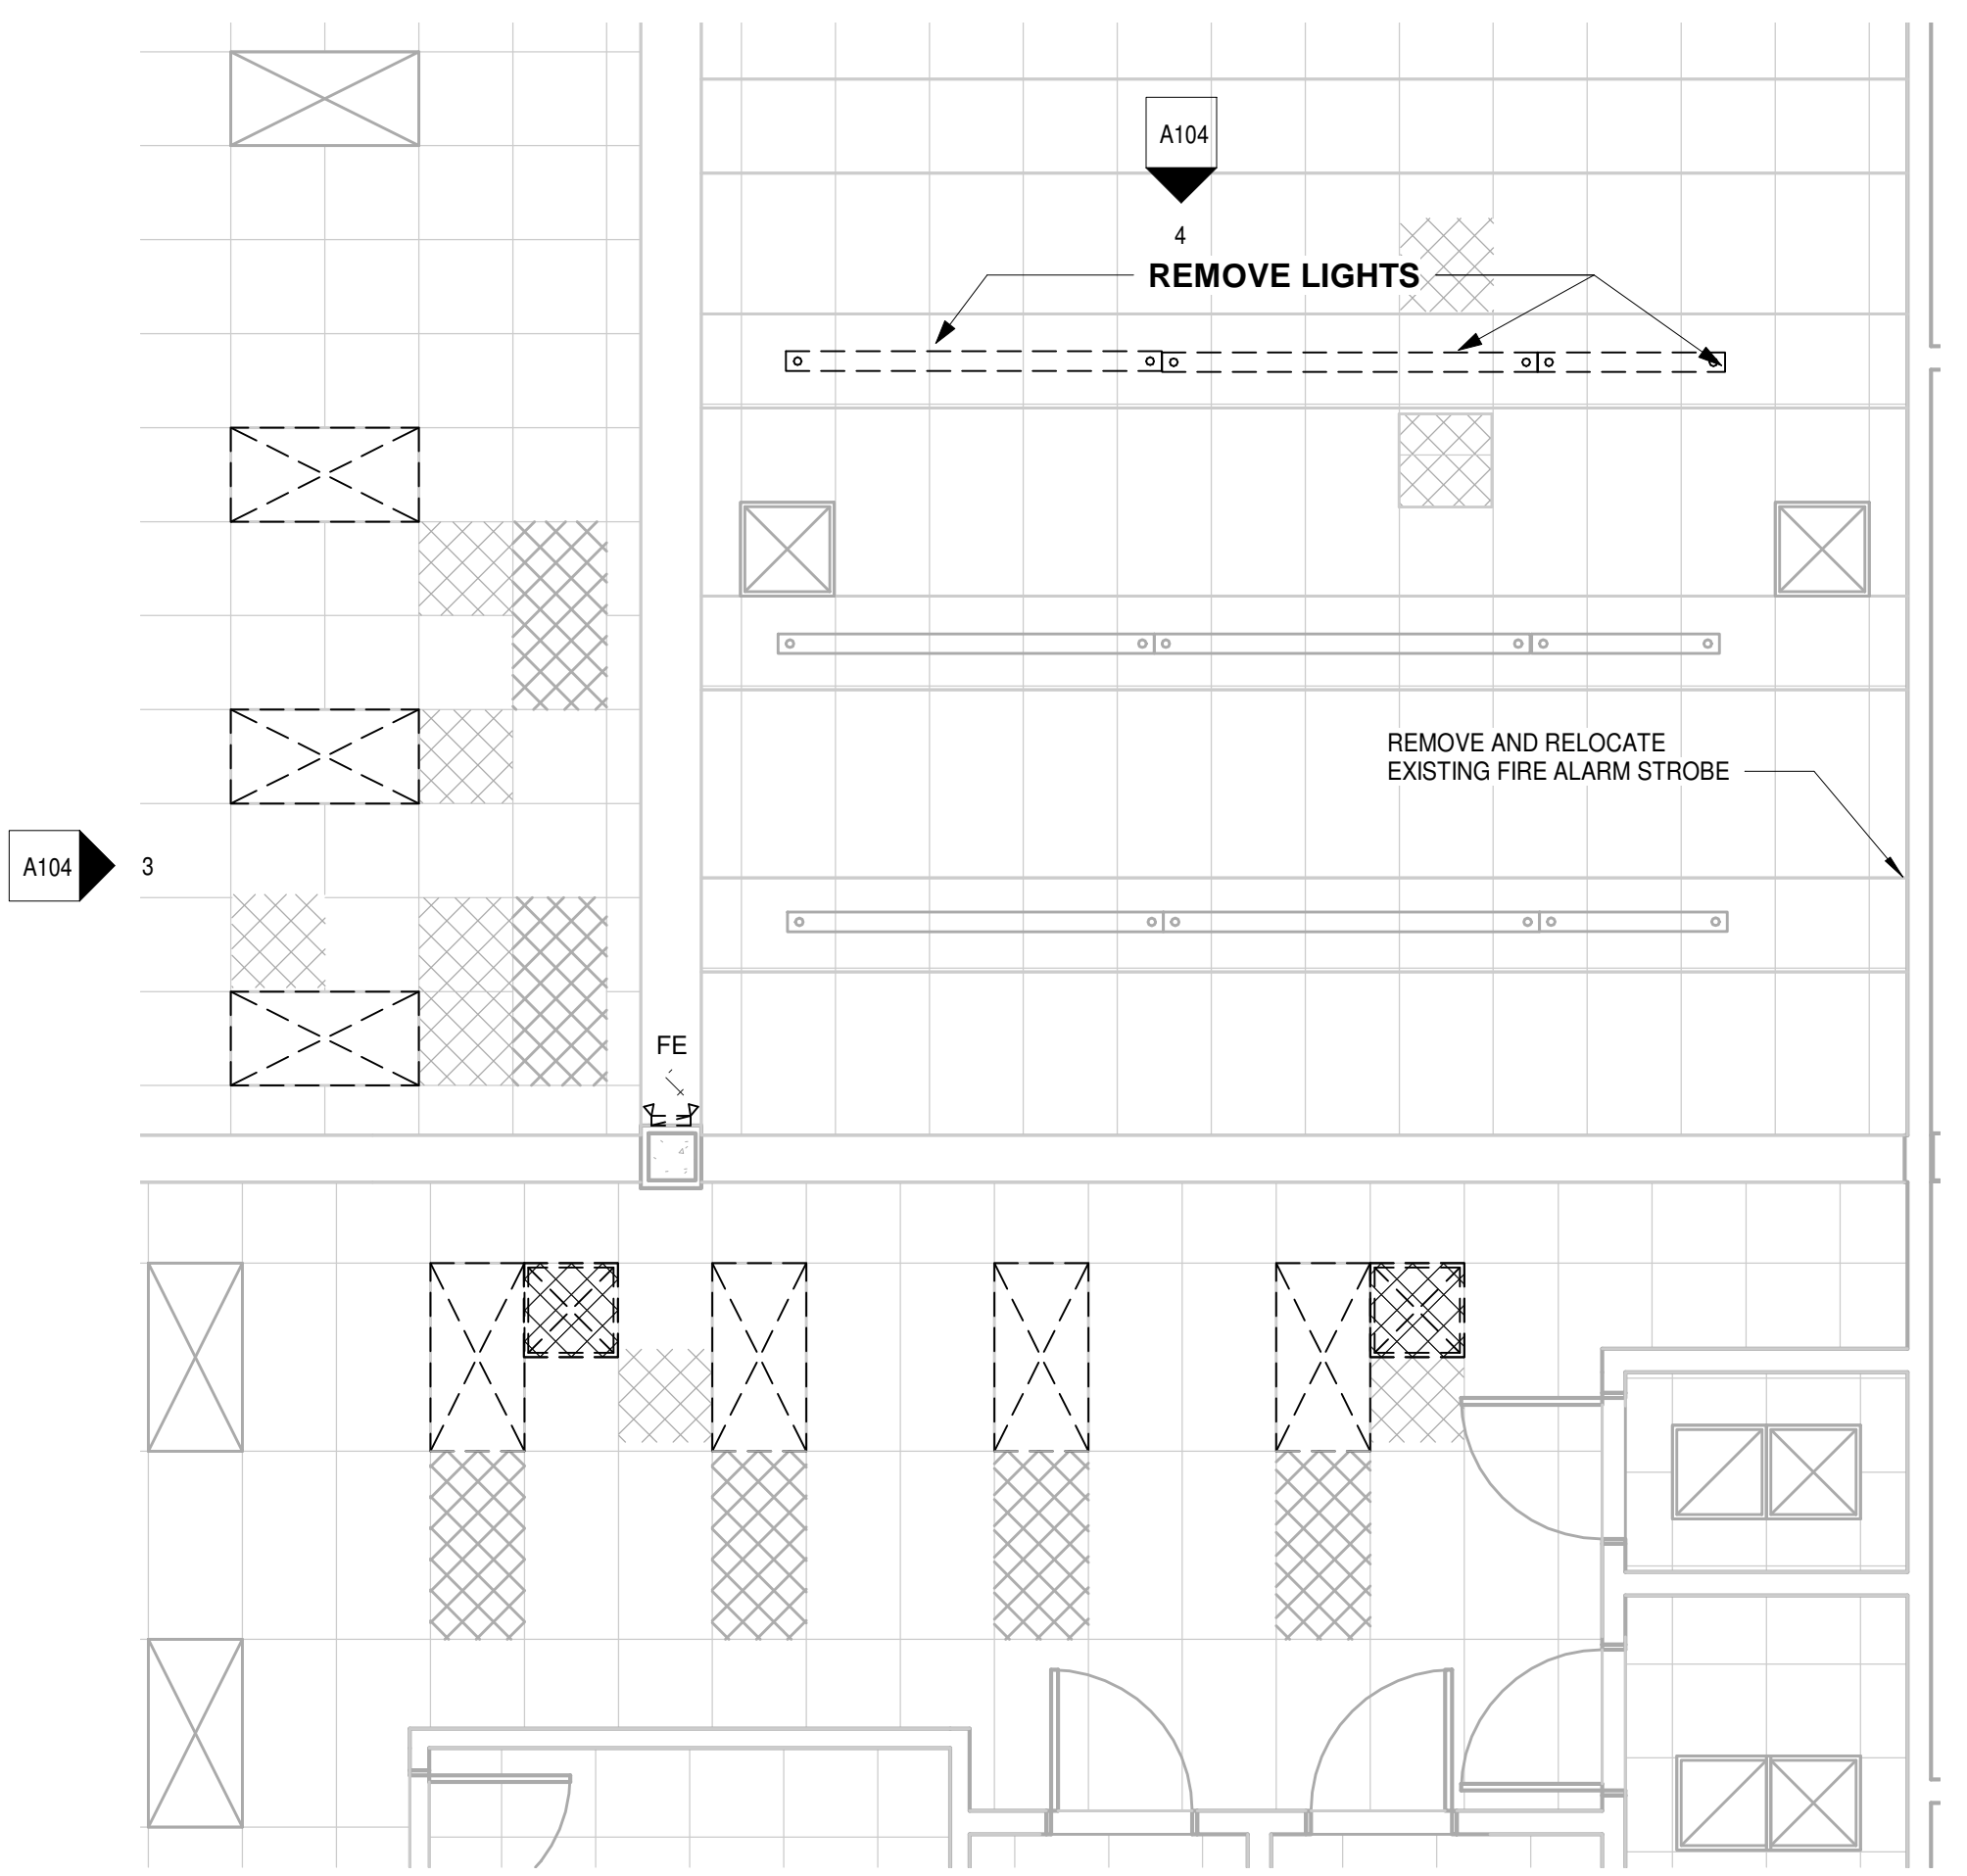 A104
4
REMOVE LIGHTS
REMOVE AND RELOCATE
EXISTING FIRE ALARM STROBE
A104 3
FE